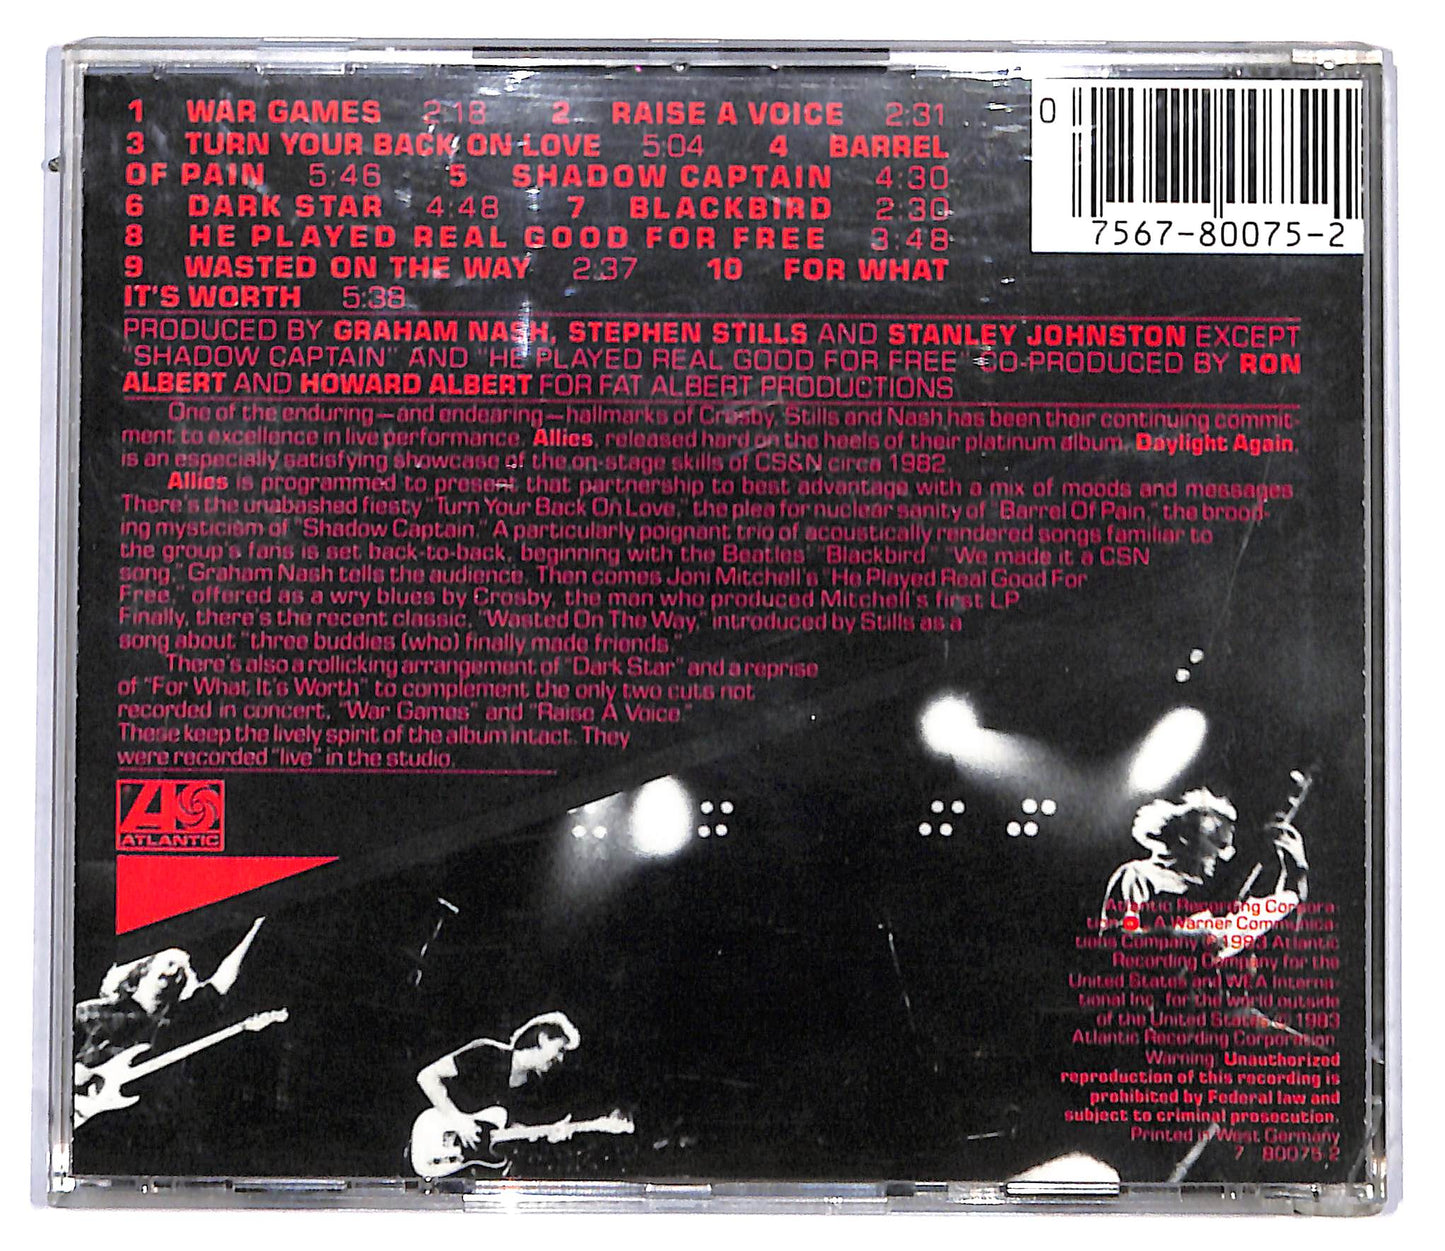 1 WAR GAMES 2:18 2 RAISE A VOICE 2:31
3 TURN YOUR BACK ON LOVE 5:04 4 BARREL
OF PAIN 5:46 5 SHADOW CAPTAIN 4:30
6 DARK STAR 4:48 7 BLACKBIRD 2:30
8 HE PLAYED REAL GOOD FOR FREE 3:48
9 WASTED ON THE WAY 2:37 10 FOR WHAT
IT'S WORTH 5:38
0
7567-80075-2
PRODUCED BY GRAHAM NASH, STEPHEN STILLS AND STANLEY JOHNSTON EXCEPT
"SHADOW CAPTAIN" AND "HE PLAYED REAL GOOD FOR FREE" CO-PRODUCED BY RON
ALBERT AND HOWARD ALBERT FOR FAT ALBERT PRODUCTIONS
One of the enduring—and endearing—hallmarks of Crosby, Stills and Nash has been their continuing commit-
ment to excellence in live performance. Allies, released hard on the heels of their platinum album, Daylight Again,
is an especially satisfying showcase of the on-stage skills of CS&N circa 1982.
Allies is programmed to present that partnership to best advantage with a mix of moods and messages
There's the unabashed fiesty "Turn Your Back On Love," the plea for nuclear sanity of "Barrel Of Pain," the brood-
ing mysticism of "Shadow Captain." A particularly poignant trio of acoustically rendered songs familiar to
the group's fans is set back-to-back, beginning with the Beatles' "Blackbird" "We made it a CSN
song," Graham Nash tells the audience. Then comes Joni Mitchell's "He Played Real Good For
Free," offered as a wry blues by Crosby, the man who produced Mitchell's first LP
Finally, there's the recent classic, "Wasted On The Way," introduced by Stills as a
song about "three buddies (who) finally made friends."
There's also a rollicking arrangement of "Dark Star" and a reprise
of "For What It's Worth" to complement the only two cuts not
recorded in concert, "War Games" and "Raise A Voice."
These keep the lively spirit of the album intact. They
were recorded "live" in the studio.
ATLANTIC
Atlantic Recording Corpora-
tion, A Warner Communica-
tions Company ℗ 1983 Atlantic
Recording Company for the
United States and WEA Interna-
tional Inc. for the world outside
of the United States © 1983
Atlantic Recording Corporation.
Warning: Unauthorized
reproduction of this recording is
prohibited by Federal law and
subject to criminal prosecution.
Printed in West Germany
7 80075-2